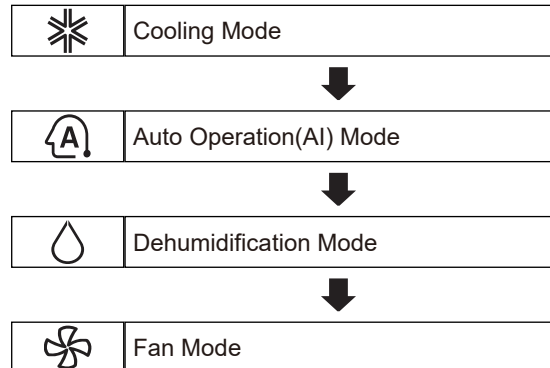 Cooling Mode
A
Auto Operation(AI) Mode
Dehumidification Mode
Fan Mode